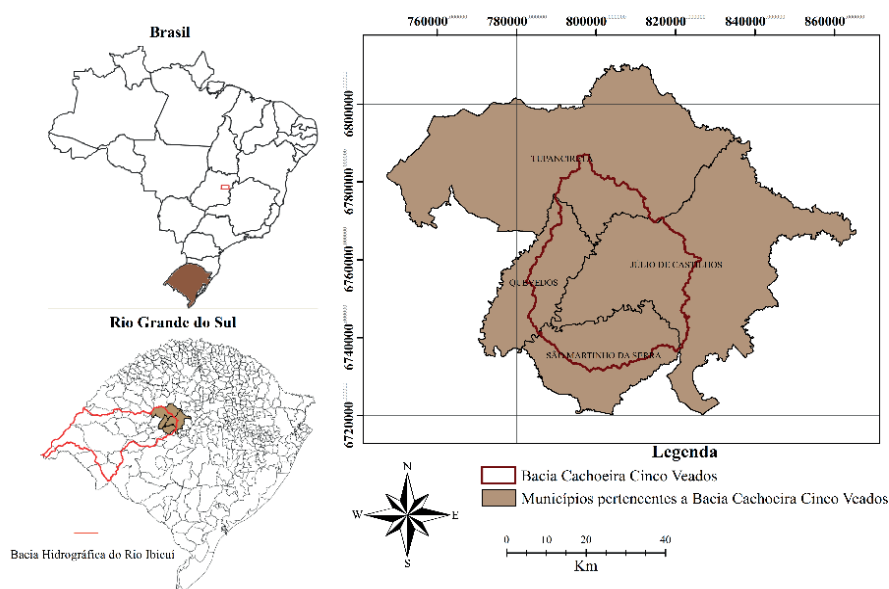 Brasil
Rio Grande do Sul
Bacia Hidrográfica do Rio Ibicuí
760000 780000 800000 820000 840000 860000
6800000
6780000
6760000
6740000
6720000
TUPANCIRETÃ
JULIO DE CASTILHOS
QUEVEDOS
SÃO MARTINHO DA SERRA
Legenda
Bacia Cachoeira Cinco Veados
Municípios pertencentes a Bacia Cachoeira Cinco Veados
N
W E
S
0 10 20 40
Km